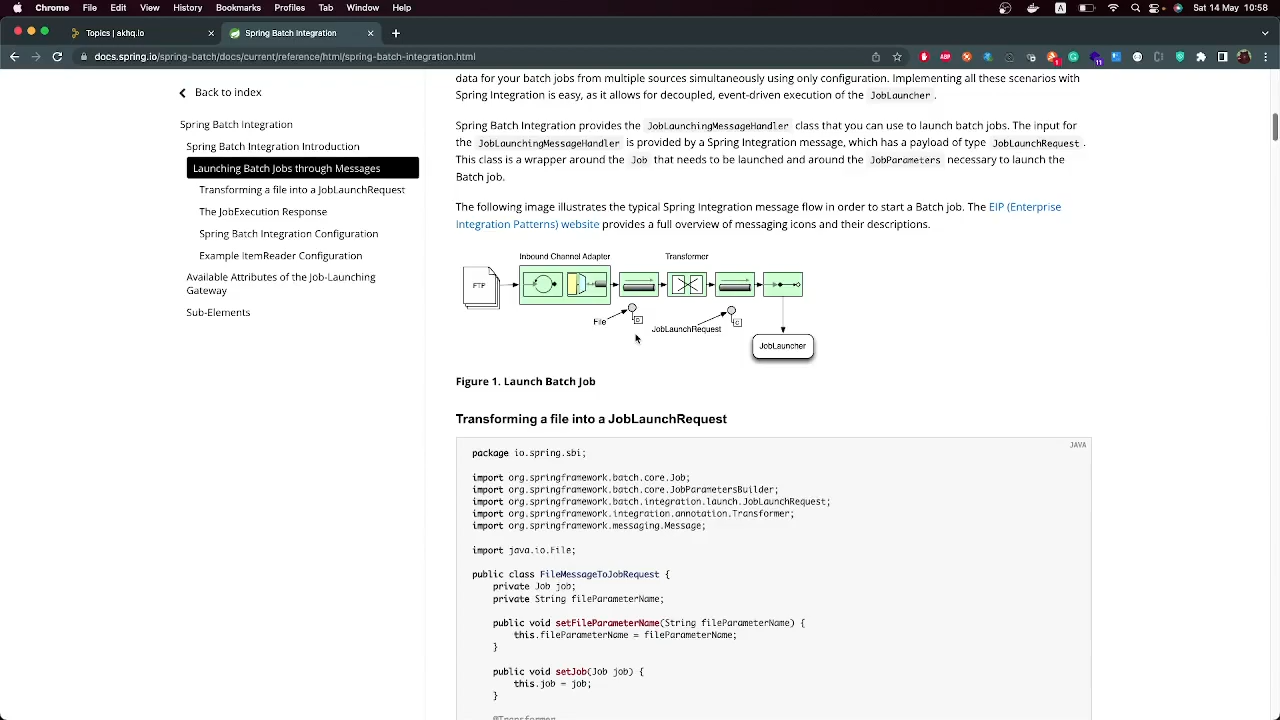 Chrome File Edit View History Bookmarks Profiles Tab Window Help
A
Sat 14 May 10:58
Topics | skhq.io
Spring Batch Integration
docs.spring.io/spring-batch/docs/current/reference/html/spring-batch-integration.html
ABP
1
11
Back to index
Spring Batch Integration
Spring Batch Integration Introduction
Launching Batch Jobs through Messages
Transforming a file into a JobLaunchRequest
The JobExecution Response
Spring Batch Integration Configuration
Example ItemReader Configuration
Available Attributes of the Job-Launching
Gateway
Sub-Elements
data for your batch jobs from multiple sources simultaneously using only configuration. Implementing all these scenarios with
Spring Integration is easy, as it allows for decoupled, event-driven execution of the JobLauncher.
Spring Batch Integration provides the JobLaunchingMessageHandler class that you can use to launch batch jobs. The input for
the JobLaunchingMessageHandler is provided by a Spring Integration message, which has a payload of type JobLaunchRequest.
This class is a wrapper around the Job that needs to be launched and around the JobParameters necessary to launch the
Batch job.
The following image illustrates the typical Spring Integration message flow in order to start a Batch job. The EIP (Enterprise
Integration Patterns) website provides a full overview of messaging icons and their descriptions.
Inbound Channel Adapter
Transformer
FTP
File
D
JobLaunchRequest
C
JobLauncher
Figure 1. Launch Batch Job
Transforming a file into a JobLaunchRequest
JAVA
package io.spring.sbi;
import org.springframework.batch.core.Job;
import org.springframework.batch.core.JobParametersBuilder;
import org.springframework.batch.integration.launch.JobLaunchRequest;
import org.springframework.integration.annotation.Transformer;
import org.springframework.messaging.Message;
import java.io.File;
public class FileMessageToJobRequest {
private Job job;
private String fileParameterName;
public void setFileParameterName(String fileParameterName) {
this.fileParameterName = fileParameterName;
}
public void setJob(Job job) {
this.job = job;
}
@Transformer